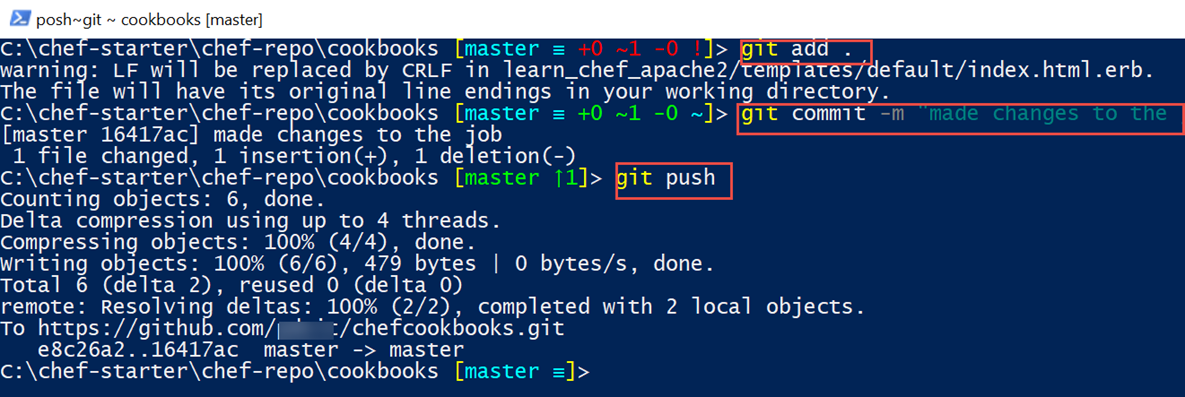 posh~git ~ cookbooks [master]
C:\chef-starter\chef-repo\cookbooks [master ≡ +0 ~1 -0 !]> git add .
warning: LF will be replaced by CRLF in learn_chef_apache2/templates/default/index.html.erb.
The file will have its original line endings in your working directory.
C:\chef-starter\chef-repo\cookbooks [master ≡ +0 ~1 -0 ~]> git commit -m "made changes to the
[master 16417ac] made changes to the job
 1 file changed, 1 insertion(+), 1 deletion(-)
C:\chef-starter\chef-repo\cookbooks [master ↑1]> git push
Counting objects: 6, done.
Delta compression using up to 4 threads.
Compressing objects: 100% (4/4), done.
Writing objects: 100% (6/6), 479 bytes | 0 bytes/s, done.
Total 6 (delta 2), reused 0 (delta 0)
remote: Resolving deltas: 100% (2/2), completed with 2 local objects.
To https://github.com/ /chefcookbooks.git
   e8c26a2..16417ac  master -> master
C:\chef-starter\chef-repo\cookbooks [master ≡]>